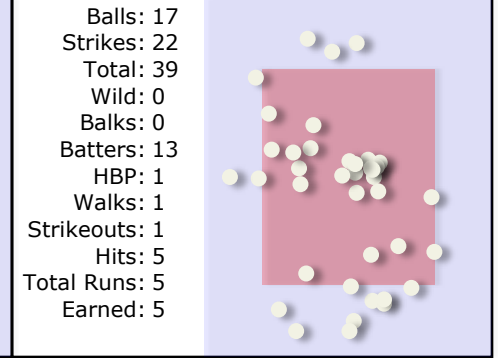 Balls: 17
Strikes: 22
Total: 39
Wild: 0
Balks: 0
Batters: 13
HBP: 1
Walks: 1
Strikeouts: 1
Hits: 5
Total Runs: 5
Earned: 5